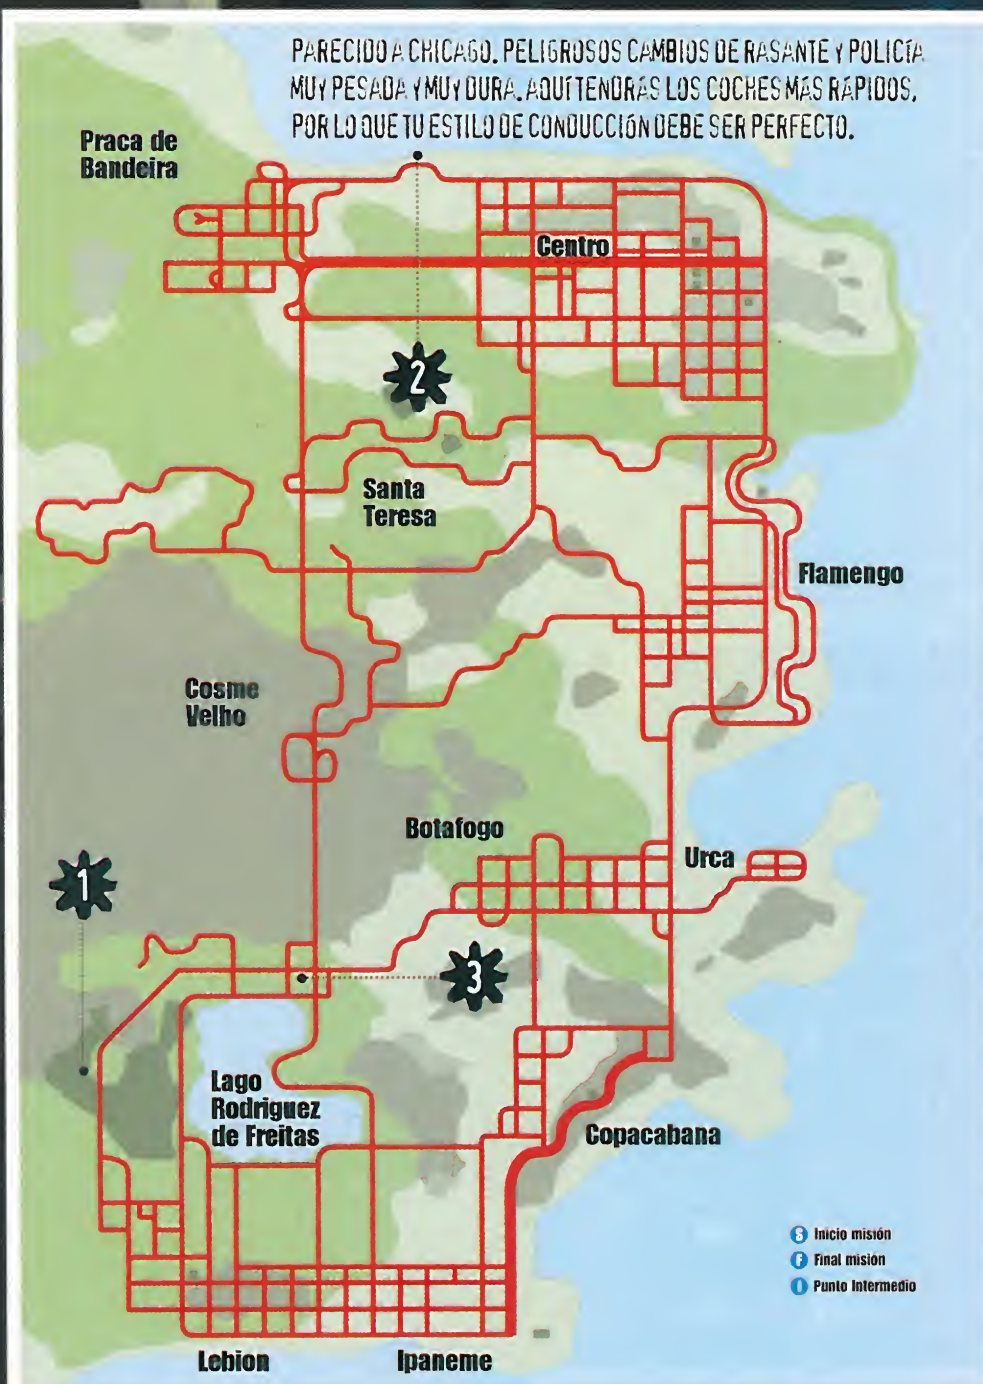 PARECIDO A CHICAGO. PELIGROSOS CAMBIOS DE RASANTE Y POLICÍA
MUY PESADA Y MUY DURA. AQUÍ TENDRÁS LOS COCHES MÁS RÁPIDOS,
POR LO QUE TU ESTILO DE CONDUCCIÓN DEBE SER PERFECTO.
Praca de
Bandeira
Centro
2
Santa
Teresa
Flamengo
Cosme
Velho
Botafogo
Urca
1
3
Lago
Rodriguez
de Freitas
Copacabana
S Inicio misión
F Final misión
I Punto Intermedio
Lebion
Ipaneme